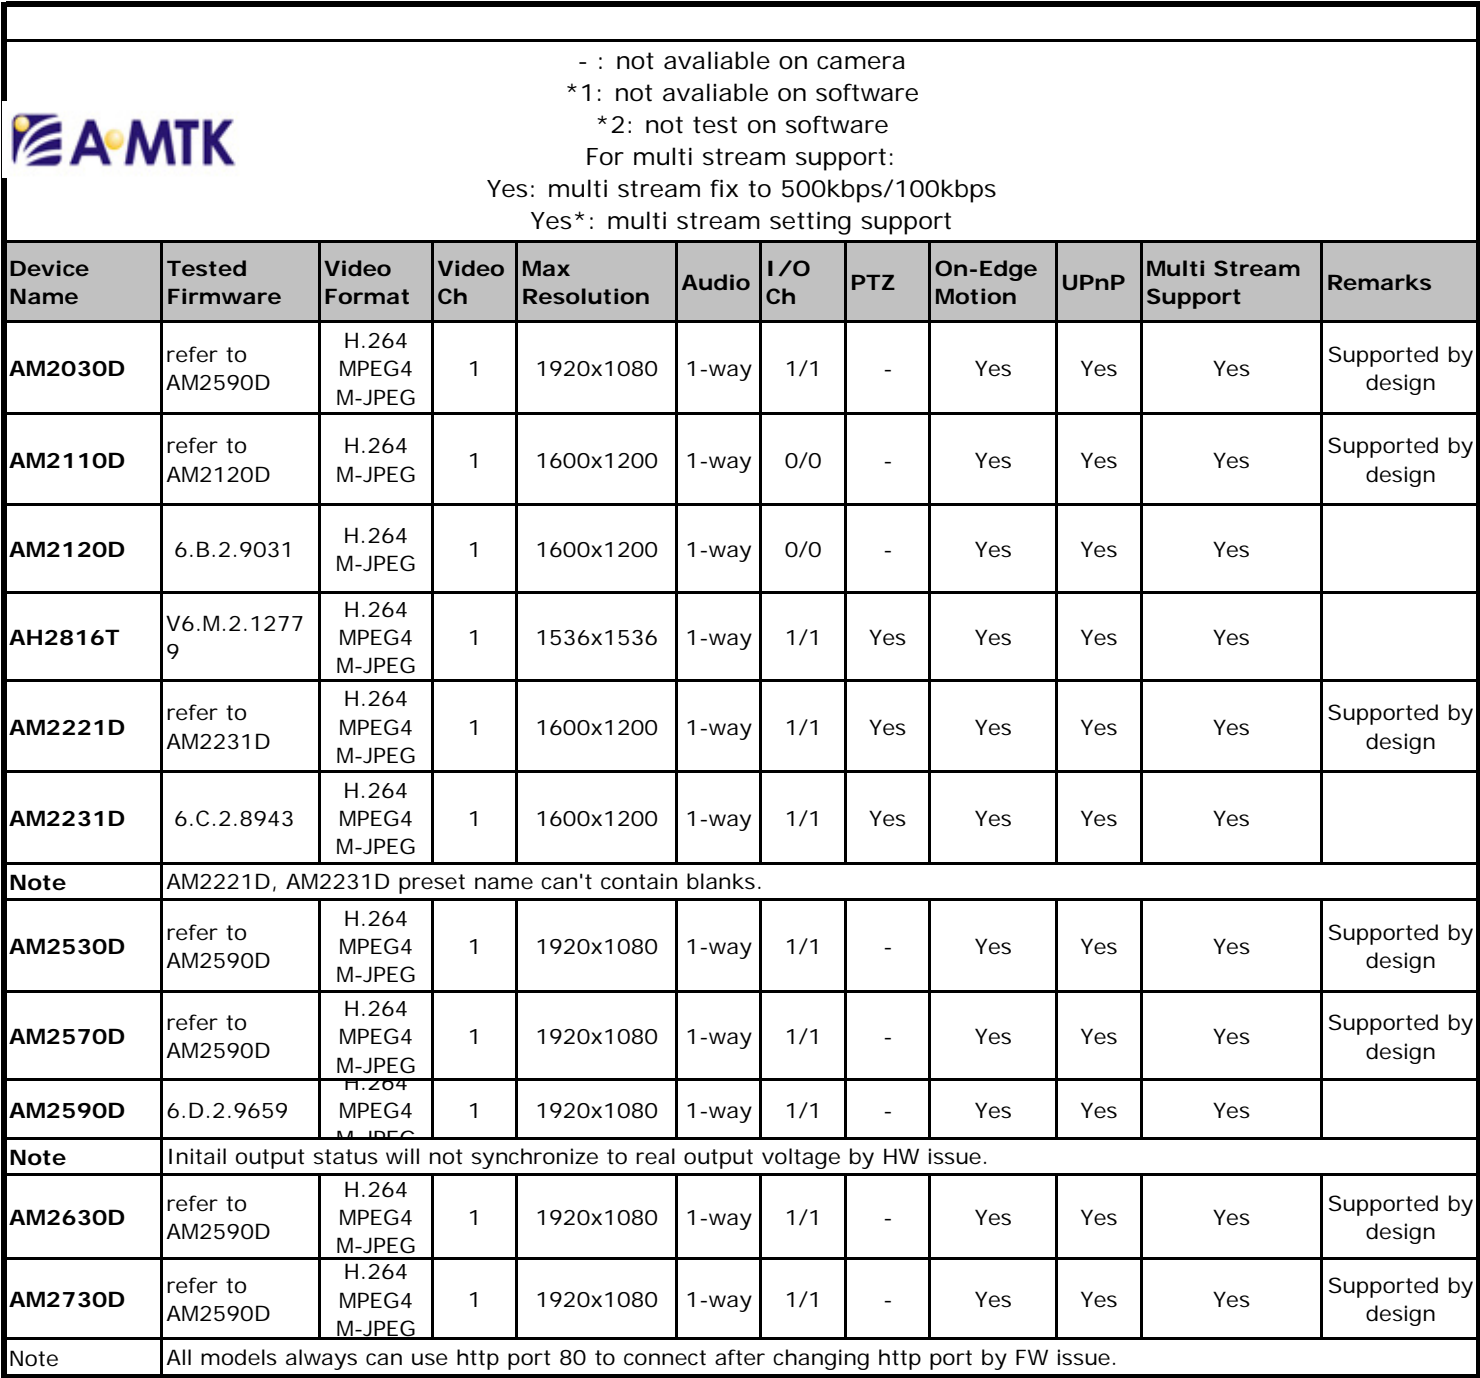 - : not avaliable on camera
*1: not avaliable on software
*2: not test on software
For multi stream support:
Yes: multi stream fix to 500kbps/100kbps
Yes*: multi stream setting support
A-MTK
Device Name Tested Firmware Video Format Video Ch Max Resolution Audio I/O Ch PTZ On-Edge Motion UPnP Multi Stream Support Remarks
AM2030D refer to AM2590D H.264 MPEG4 M-JPEG 1 1920x1080 1-way 1/1 - Yes Yes Yes Supported by design
AM2110D refer to AM2120D H.264 M-JPEG 1 1600x1200 1-way 0/0 - Yes Yes Yes Supported by design
AM2120D 6.B.2.9031 H.264 M-JPEG 1 1600x1200 1-way 0/0 - Yes Yes Yes
AH2816T V6.M.2.12779 H.264 MPEG4 M-JPEG 1 1536x1536 1-way 1/1 Yes Yes Yes Yes
AM2221D refer to AM2231D H.264 MPEG4 M-JPEG 1 1600x1200 1-way 1/1 Yes Yes Yes Yes Supported by design
AM2231D 6.C.2.8943 H.264 MPEG4 M-JPEG 1 1600x1200 1-way 1/1 Yes Yes Yes Yes
Note AM2221D, AM2231D preset name can't contain blanks.
AM2530D refer to AM2590D H.264 MPEG4 M-JPEG 1 1920x1080 1-way 1/1 - Yes Yes Yes Supported by design
AM2570D refer to AM2590D H.264 MPEG4 M-JPEG 1 1920x1080 1-way 1/1 - Yes Yes Yes Supported by design
AM2590D 6.D.2.9659 H.264 MPEG4 M-JPEG 1 1920x1080 1-way 1/1 - Yes Yes Yes
Note Initail output status will not synchronize to real output voltage by HW issue.
AM2630D refer to AM2590D H.264 MPEG4 M-JPEG 1 1920x1080 1-way 1/1 - Yes Yes Yes Supported by design
AM2730D refer to AM2590D H.264 MPEG4 M-JPEG 1 1920x1080 1-way 1/1 - Yes Yes Yes Supported by design
Note All models always can use http port 80 to connect after changing http port by FW issue.